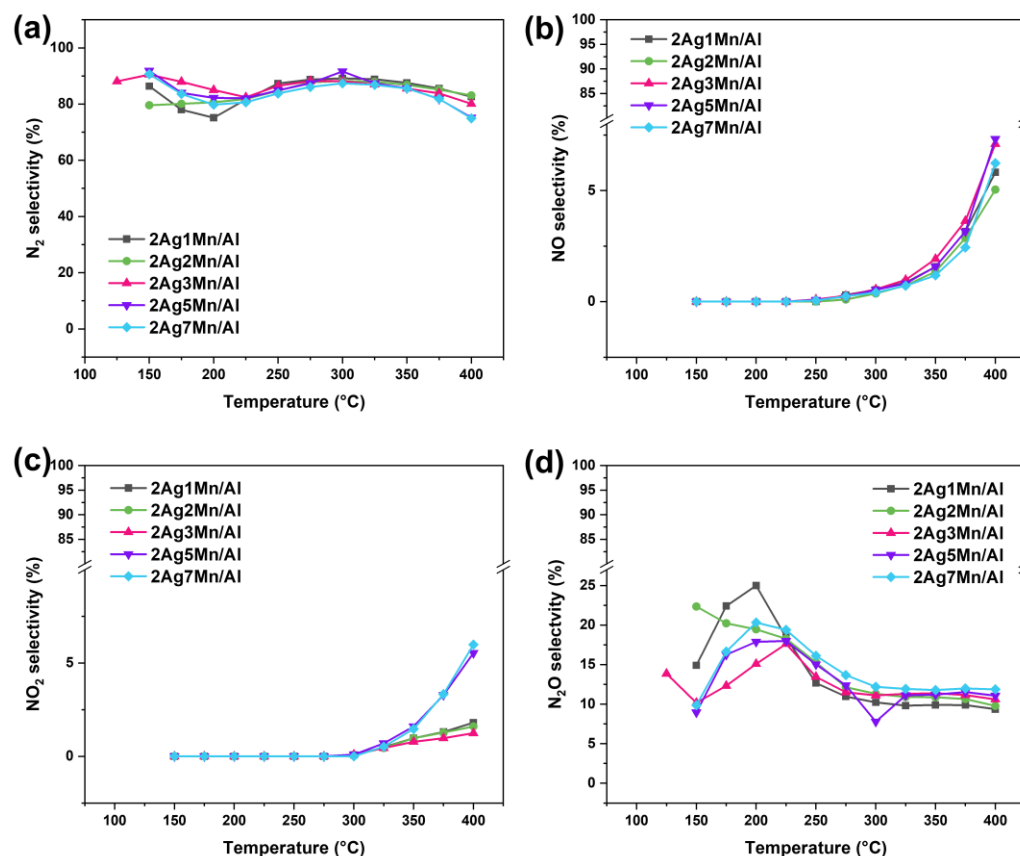 (a)
100
80
60
40
20
0
N₂ selectivity (%)
2Ag1Mn/Al
2Ag2Mn/Al
2Ag3Mn/Al
2Ag5Mn/Al
2Ag7Mn/Al
100 150 200 250 300 350 400
Temperature (°C)
(b)
100
95
90
85
5
0
NO selectivity (%)
2Ag1Mn/Al
2Ag2Mn/Al
2Ag3Mn/Al
2Ag5Mn/Al
2Ag7Mn/Al
100 150 200 250 300 350 400
Temperature (°C)
(c)
100
95
90
85
5
0
NO₂ selectivity (%)
2Ag1Mn/Al
2Ag2Mn/Al
2Ag3Mn/Al
2Ag5Mn/Al
2Ag7Mn/Al
100 150 200 250 300 350 400
Temperature (°C)
(d)
100
95
90
85
25
20
15
10
5
0
N₂O selectivity (%)
2Ag1Mn/Al
2Ag2Mn/Al
2Ag3Mn/Al
2Ag5Mn/Al
2Ag7Mn/Al
100 150 200 250 300 350 400
Temperature (°C)